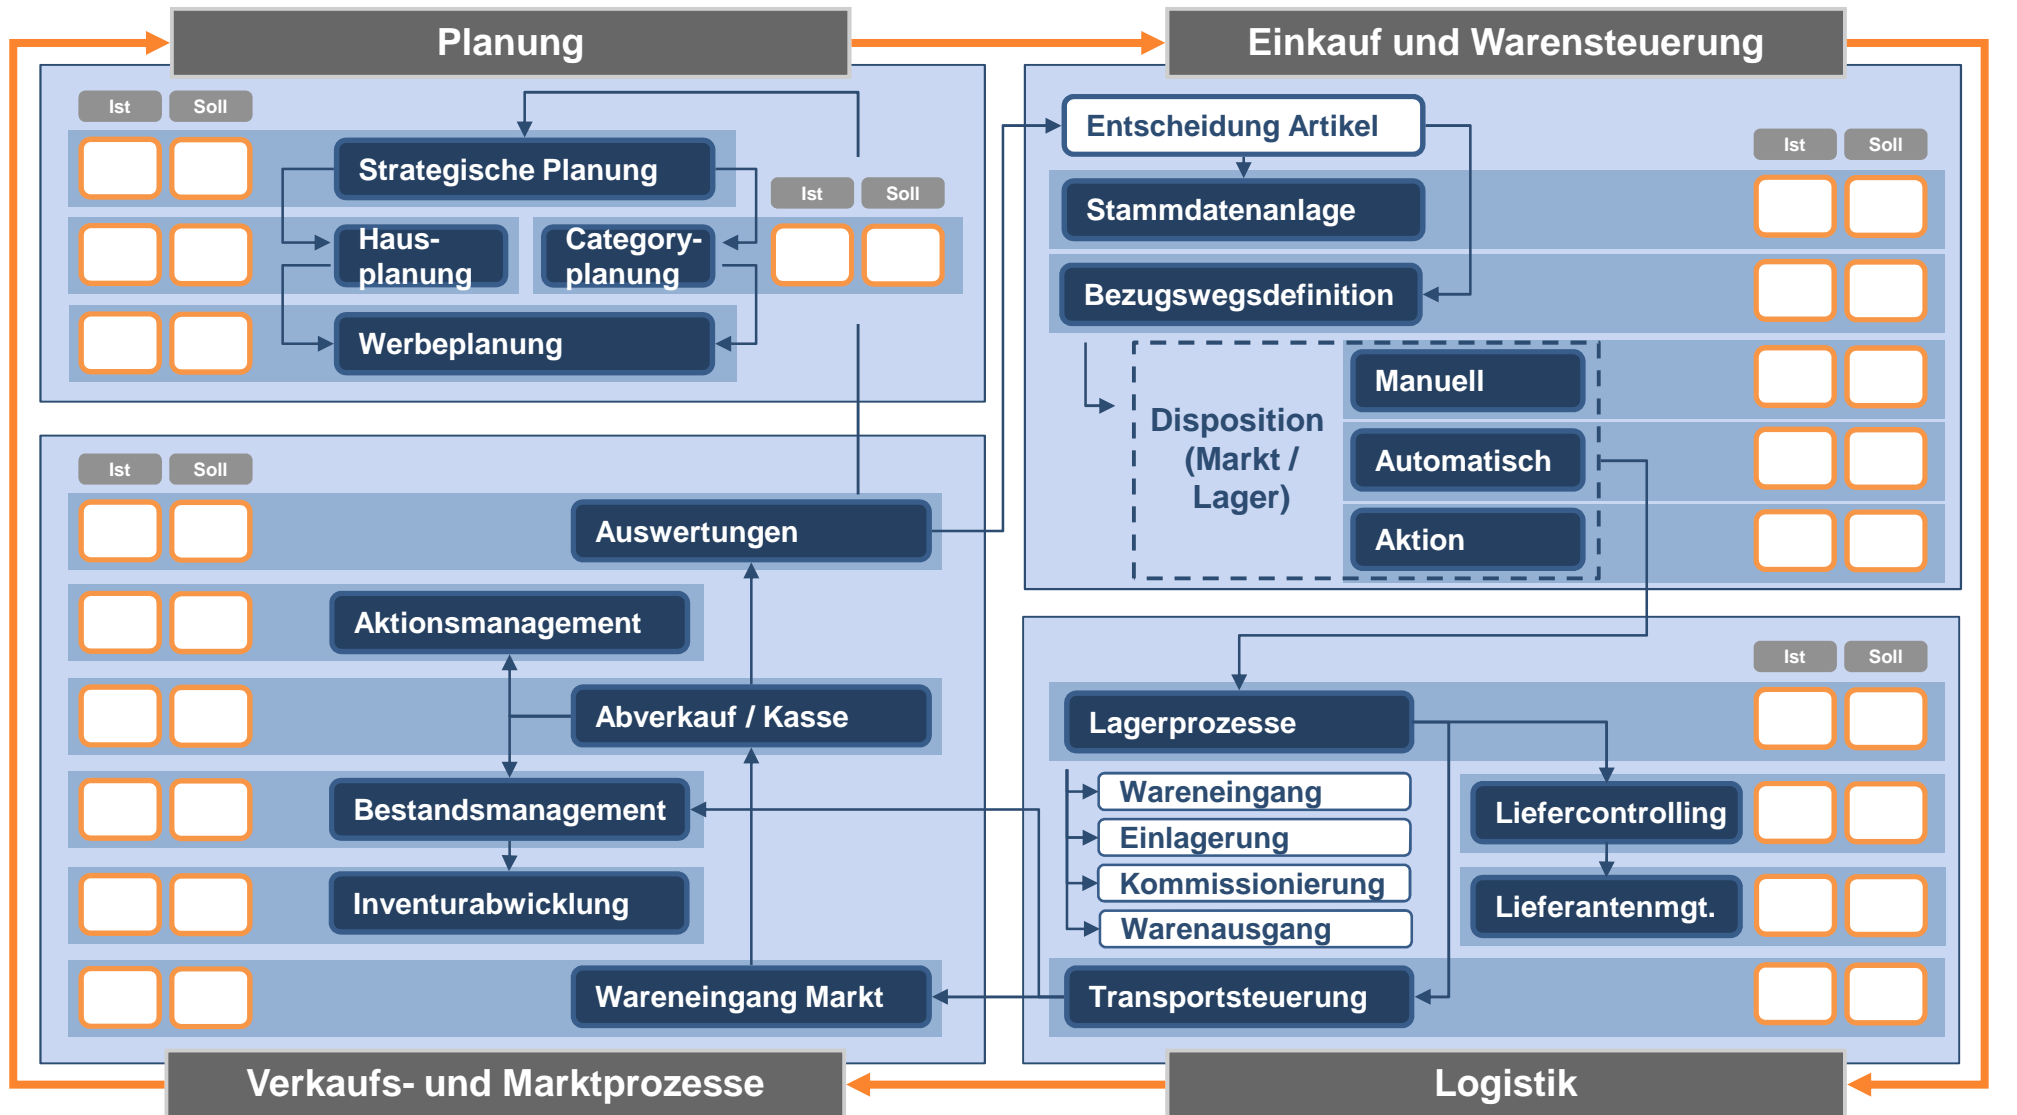 Planung
Ist Soll
Strategische Planung
Ist Soll
Haus-
planung
Category-
planung
Werbeplanung
Einkauf und Warensteuerung
Entscheidung Artikel
Ist Soll
Stammdatenanlage
Bezugswegsdefinition
Disposition
(Markt /
Lager)
Manuell
Automatisch
Aktion
Ist Soll
Auswertungen
Aktionsmanagement
Abverkauf / Kasse
Bestandsmanagement
Inventurabwicklung
Wareneingang Markt
Verkaufs- und Marktprozesse
Ist Soll
Lagerprozesse
Wareneingang
Einlagerung
Kommissionierung
Warenausgang
Liefercontrolling
Lieferantenmgt.
Transportsteuerung
Logistik